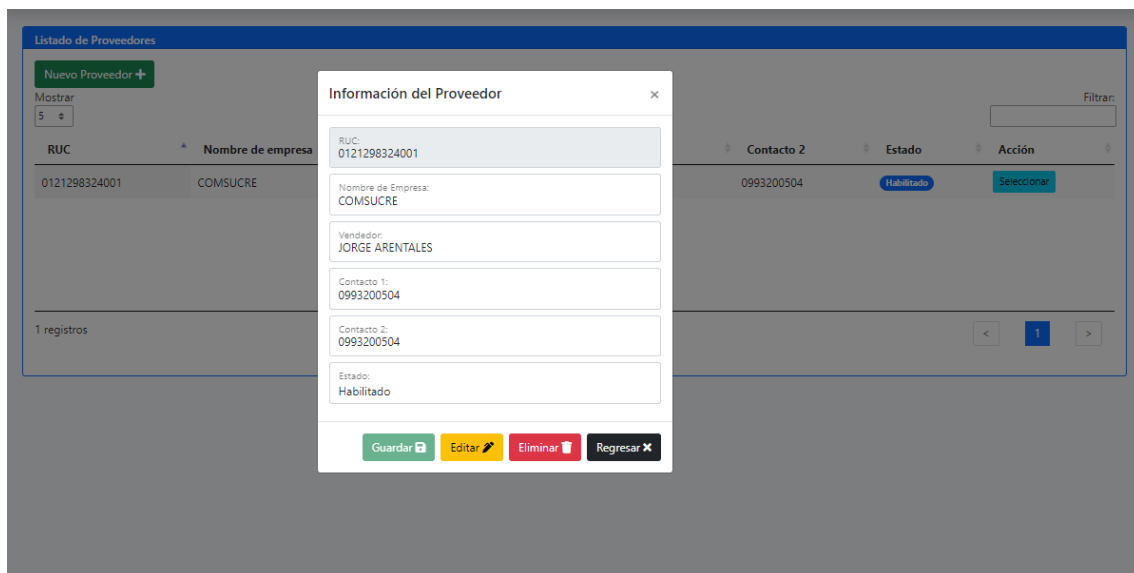 Listado de Proveedores
Nuevo Proveedor
Mostrar
5
Filtrar:
RUC Nombre de empresa Contacto 2 Estado Acción
0121298324001 COMSUCRE 0993200504 Habilitado Seleccionar
1 registros
< 1 >
Información del Proveedor ×
RUC:
0121298324001
Nombre de Empresa:
COMSUCRE
Vendedor:
JORGE ARENTALES
Contacto 1:
0993200504
Contacto 2:
0993200504
Estado:
Habilitado
Guardar Editar Eliminar Regresar